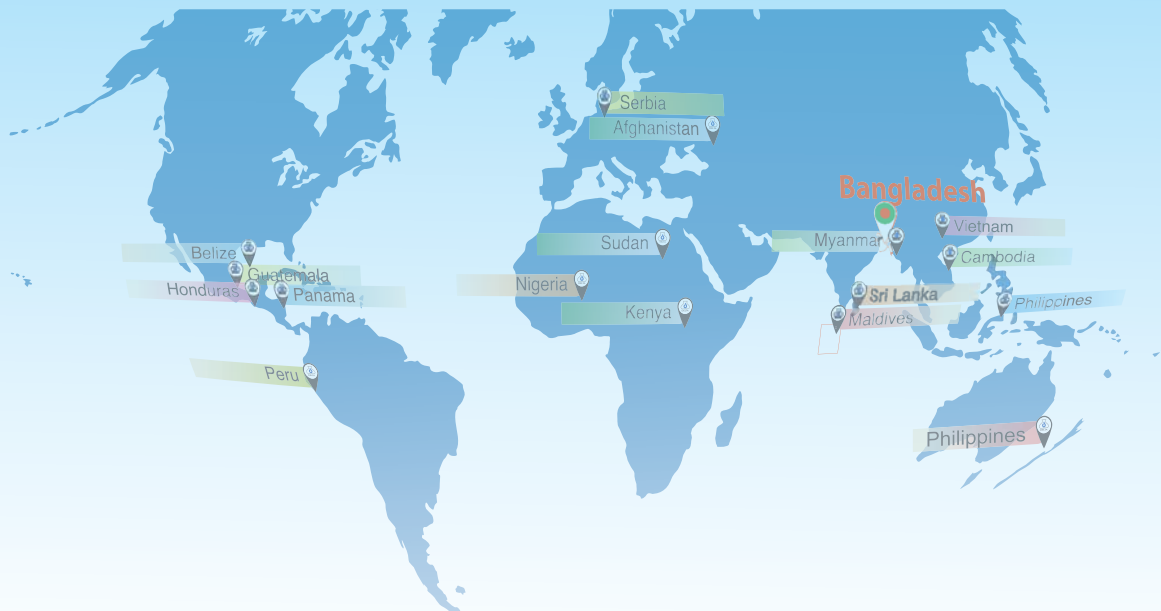 Serbia
Afghanistan
Bangladesh
Vietnam
Myanmar
Sudan
Belize
Cambodia
Guatemala
Honduras
Panama
Nigeria
Sri Lanka
Philippines
Kenya
Maldives
Peru
Philippines